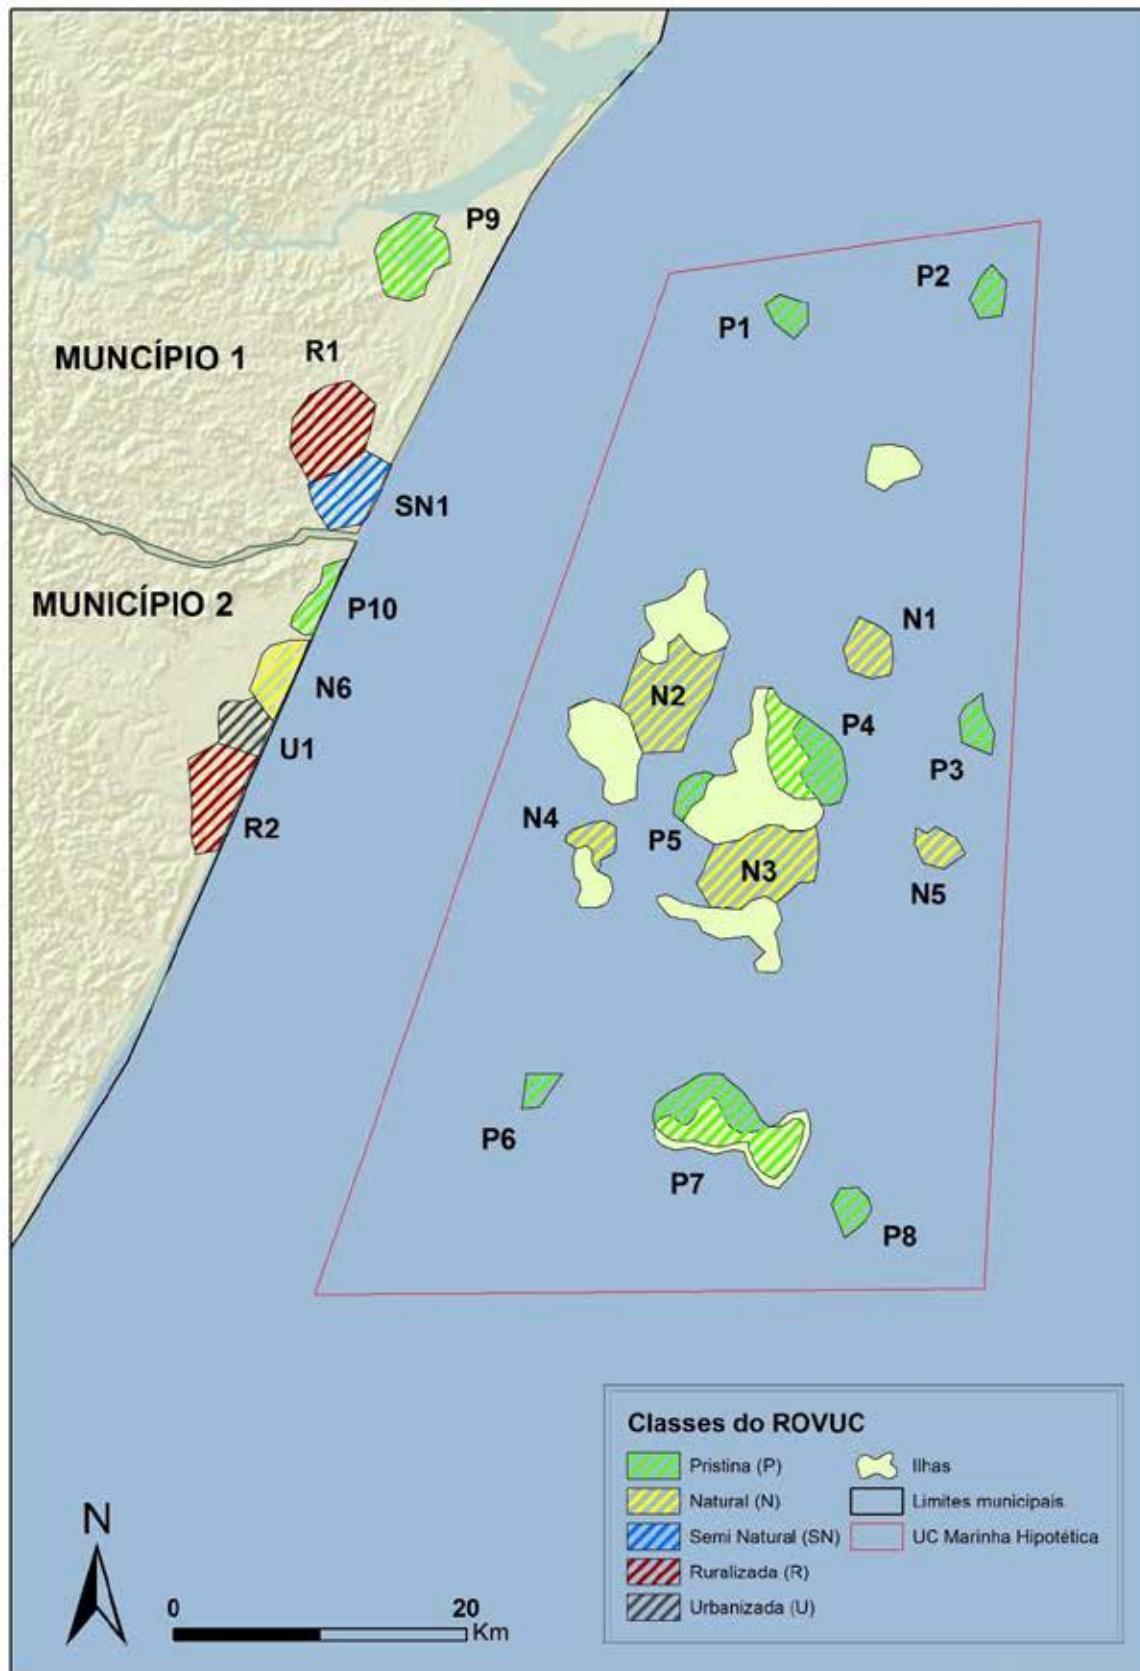 P9
P2
P1
MUNCÍPIO 1
R1
SN1
MUNICÍPIO 2
P10
N1
N6
N2
P4
U1
P3
R2
N4
P5
N3
N5
P6
P7
P8
Classes do ROVUC
Pristina (P)
Ilhas
Natural (N)
Limites municipais
Semi Natural (SN)
UC Marinha Hipotética
Ruralizada (R)
Urbanizada (U)
N
0 20
Km